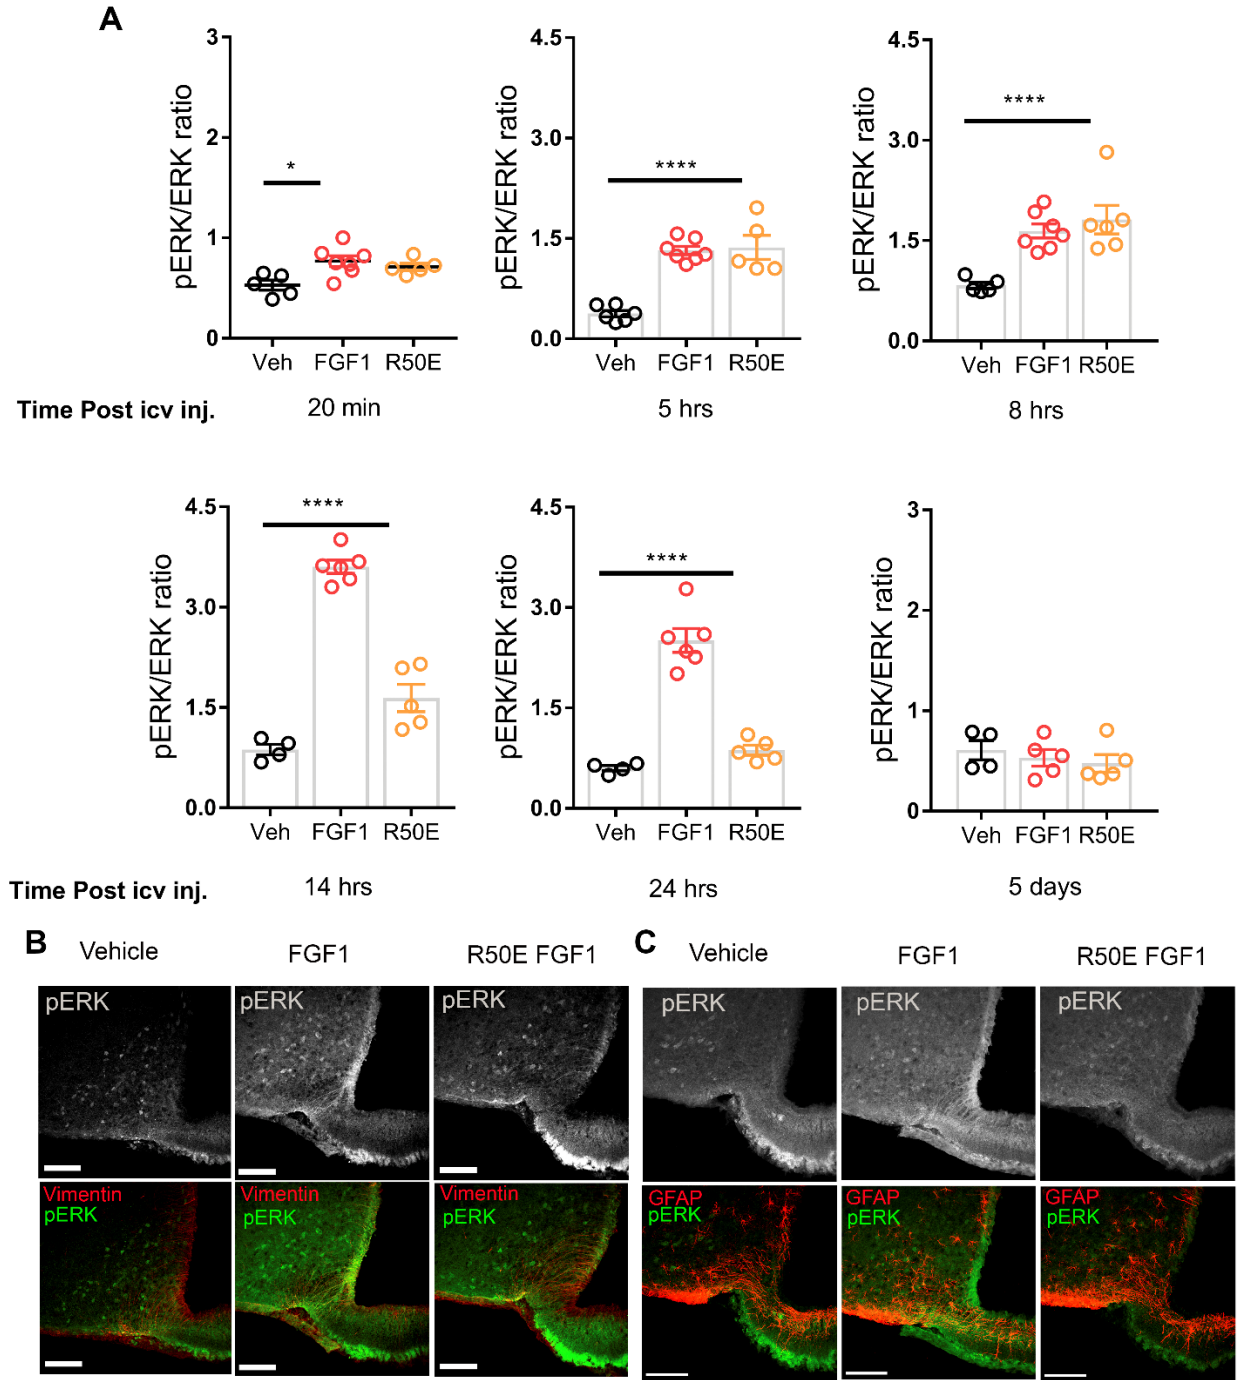 A
3
2
1
0
pERK/ERK ratio
*
Veh FGF1 R50E
4.5
3.0
1.5
0.0
pERK/ERK ratio
****
Veh FGF1 R50E
4.5
3.0
1.5
0.0
pERK/ERK ratio
****
Veh FGF1 R50E
Time Post icv inj. 20 min 5 hrs 8 hrs
4.5
3.0
1.5
0.0
pERK/ERK ratio
****
Veh FGF1 R50E
4.5
3.0
1.5
0.0
pERK/ERK ratio
****
Veh FGF1 R50E
3
2
1
0
pERK/ERK ratio
Veh FGF1 R50E
Time Post icv inj. 14 hrs 24 hrs 5 days
B
Vehicle FGF1 R50E FGF1
pERK pERK pERK
Vimentin Vimentin Vimentin
pERK pERK pERK
C
Vehicle FGF1 R50E FGF1
pERK pERK pERK
GFAP GFAP GFAP
pERK pERK pERK